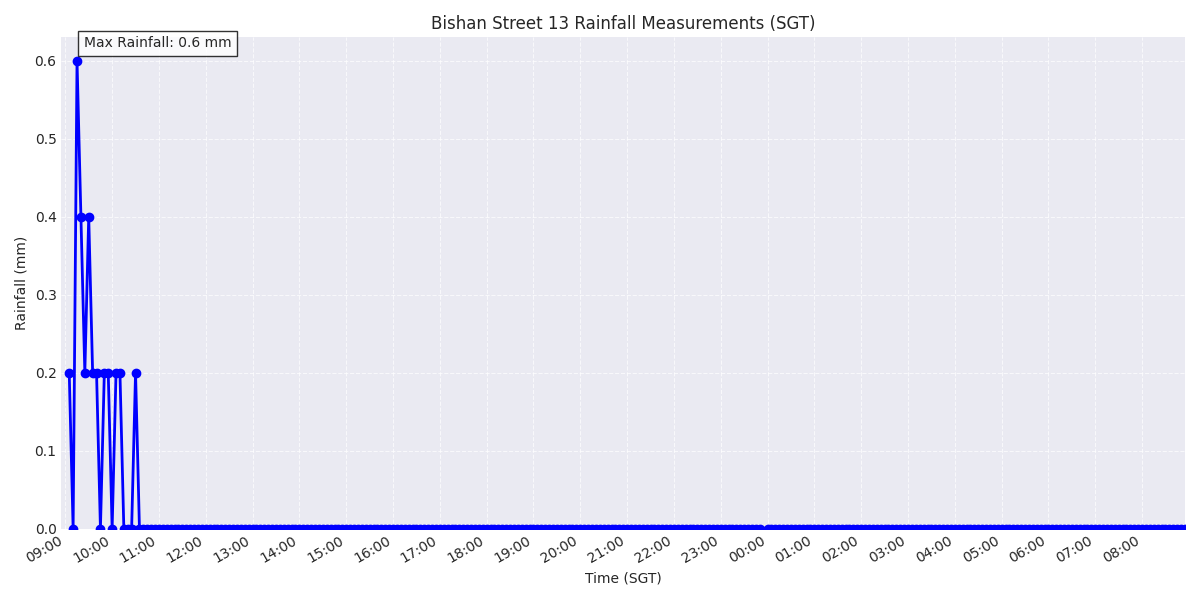 Bishan Street 13 Rainfall Measurements (SGT)
Max Rainfall: 0.6 mm
0.6
0.5
0.4
0.3
0.2
0.1
0.0
Rainfall (mm)
09:00 10:00 11:00 12:00 13:00 14:00 15:00 16:00 17:00 18:00 19:00 20:00 21:00 22:00 23:00 00:00 01:00 02:00 03:00 04:00 05:00 06:00 07:00 08:00
Time (SGT)